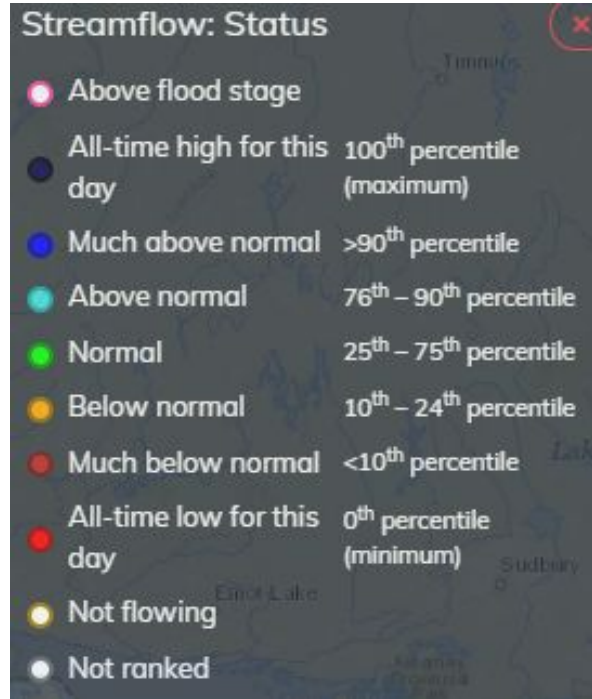 Streamflow: Status
Above flood stage
All-time high for this day 100th percentile (maximum)
Much above normal >90th percentile
Above normal 76th – 90th percentile
Normal 25th – 75th percentile
Below normal 10th – 24th percentile
Much below normal <10th percentile
All-time low for this day 0th percentile (minimum)
Not flowing
Not ranked
Timmins
Sudbury
Elliot Lake